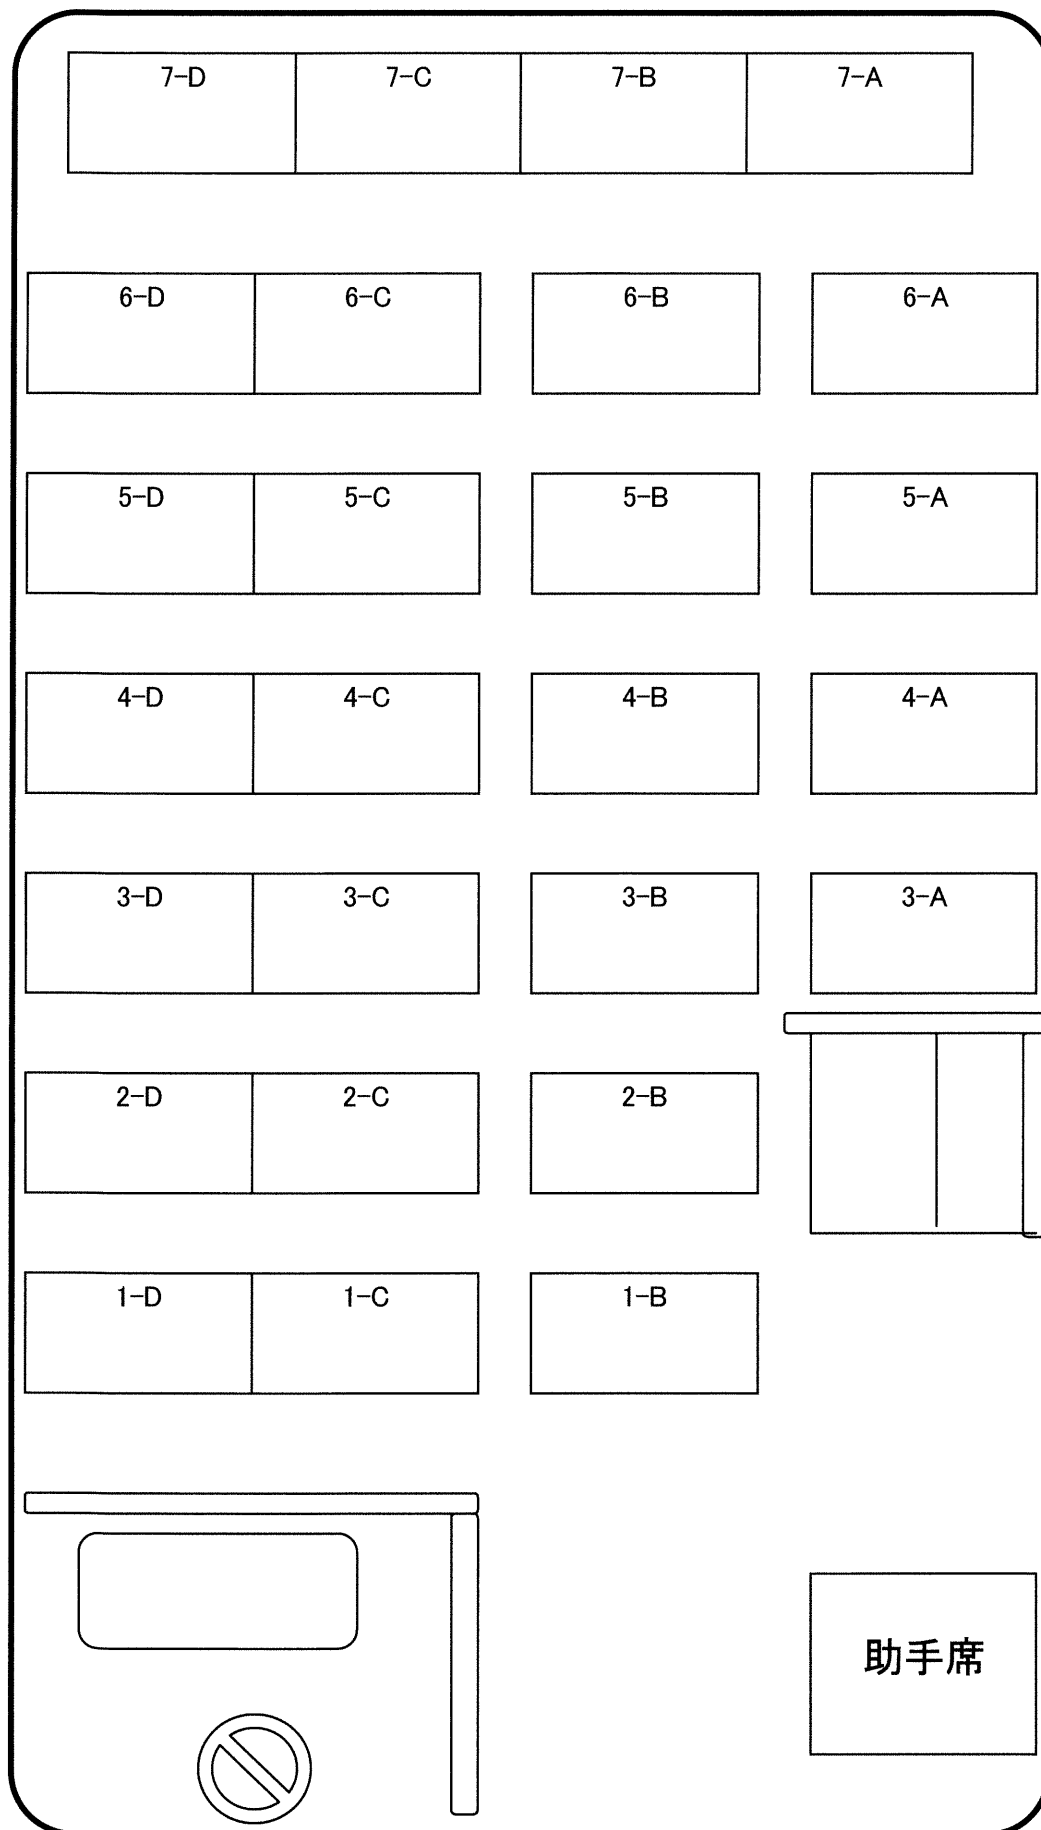 7-D 7-C 7-B 7-A
6-D 6-C 6-B 6-A
5-D 5-C 5-B 5-A
4-D 4-C 4-B 4-A
3-D 3-C 3-B 3-A
2-D 2-C 2-B
1-D 1-C 1-B
助手席